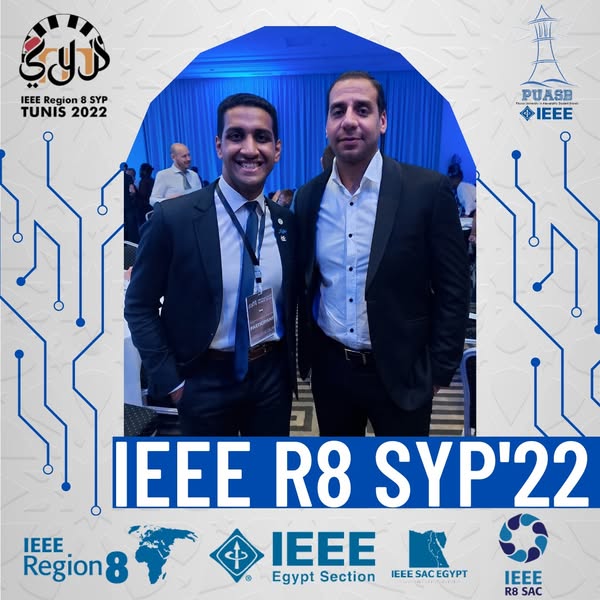 IEEE Region 8 SYP
TUNIS 2022
PUASB
IEEE
PARTICIPANT
IEEE R8 SYP'22
IEEE
Region 8
IEEE
Egypt Section
IEEE SAC EGYPT
IEEE
R8 SAC